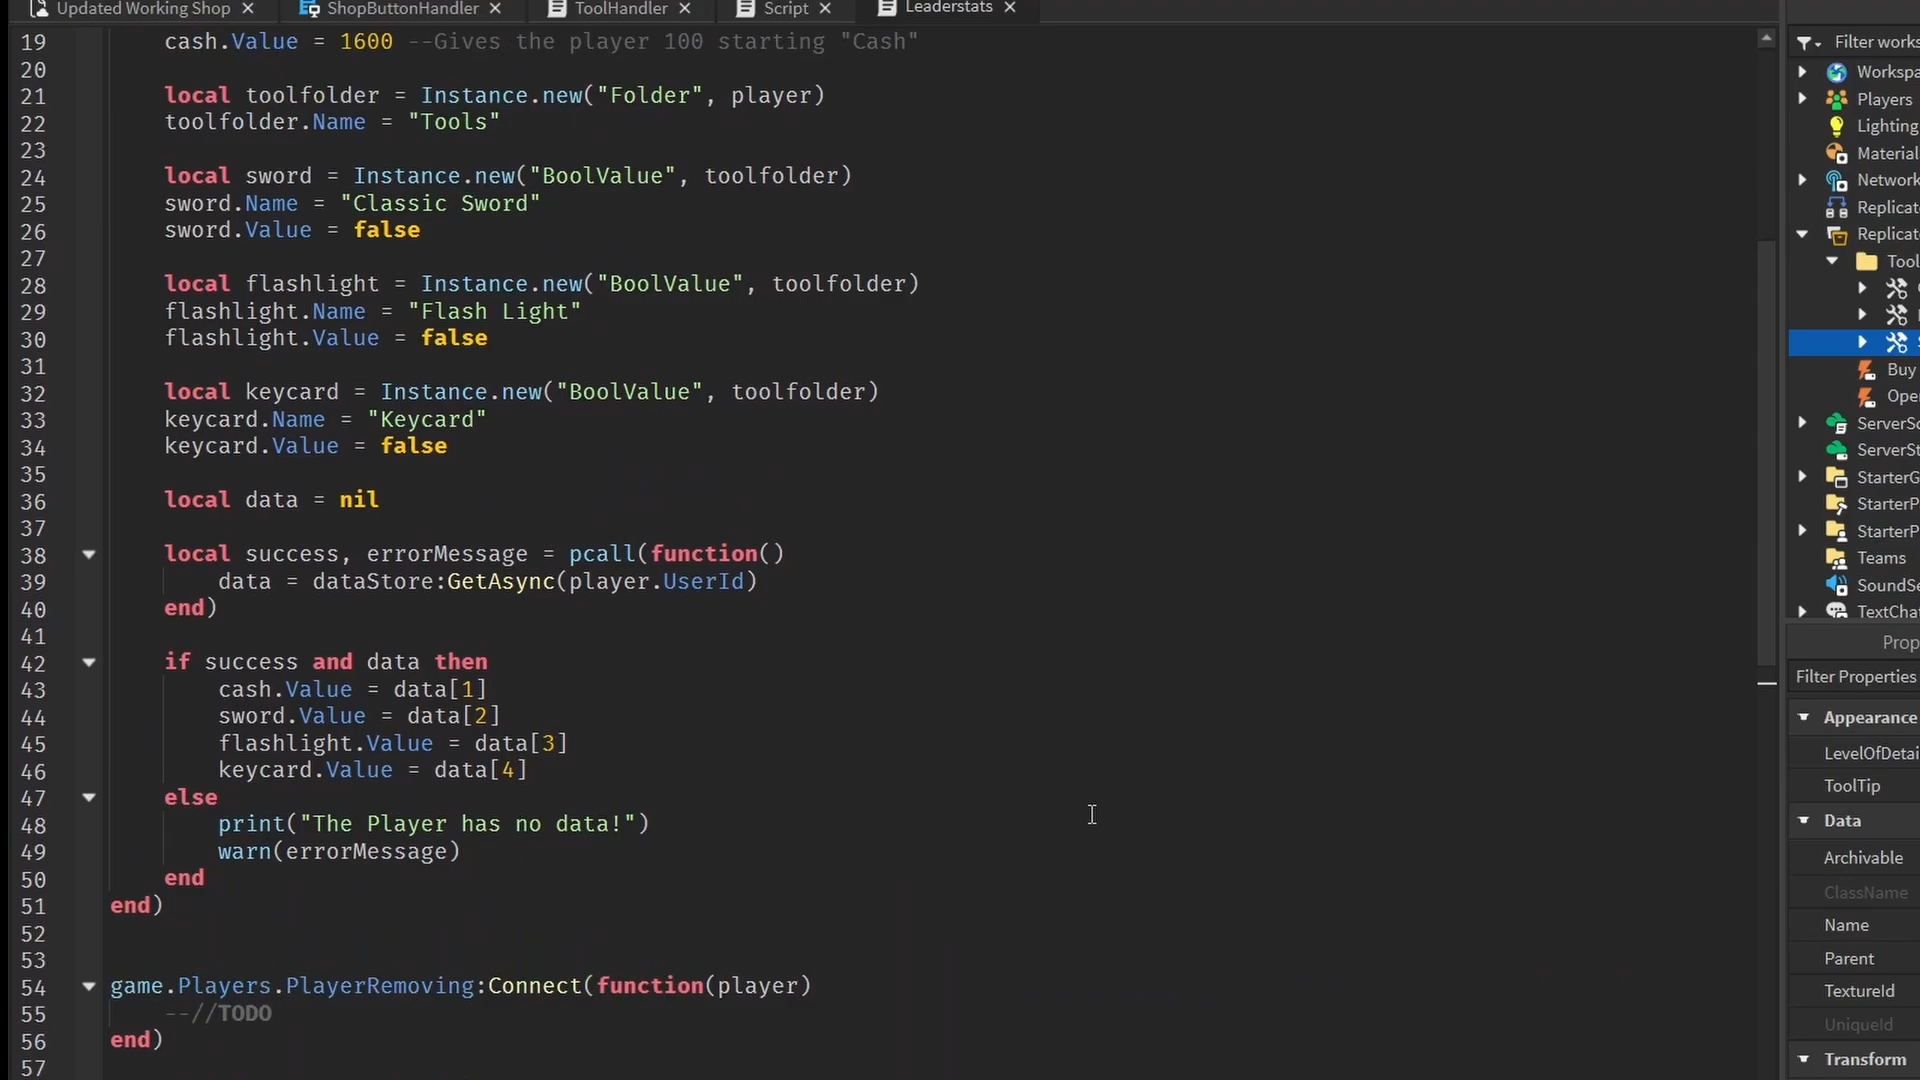 Updated Working Shop
ShopButtonHandler
ToolHandler
Script
Leaderstats
19 cash.Value = 1600 --Gives the player 100 starting "Cash"
20
21 local toolfolder = Instance.new("Folder", player)
22 toolfolder.Name = "Tools"
23
24 local sword = Instance.new("BoolValue", toolfolder)
25 sword.Name = "Classic Sword"
26 sword.Value = false
27
28 local flashlight = Instance.new("BoolValue", toolfolder)
29 flashlight.Name = "Flash Light"
30 flashlight.Value = false
31
32 local keycard = Instance.new("BoolValue", toolfolder)
33 keycard.Name = "Keycard"
34 keycard.Value = false
35
36 local data = nil
37
38 local success, errorMessage = pcall(function()
39 data = dataStore:GetAsync(player.UserId)
40 end)
41
42 if success and data then
43 cash.Value = data[1]
44 sword.Value = data[2]
45 flashlight.Value = data[3]
46 keycard.Value = data[4]
47 else
48 print("The Player has no data!")
49 warn(errorMessage)
50 end
51 end)
52
53
54 game.Players.PlayerRemoving:Connect(function(player)
55 --//TODO
56 end)
57
Filter works
Workspa
Players
Lighting
Material
Network
Replicat
Replicat
Tool
Buy
Oper
ServerSc
ServerSt
StarterG
StarterP
StarterP
Teams
SoundSe
TextChat
Prop
Filter Properties
Appearance
LevelOfDetai
ToolTip
Data
Archivable
ClassName
Name
Parent
TextureId
UniqueId
Transform